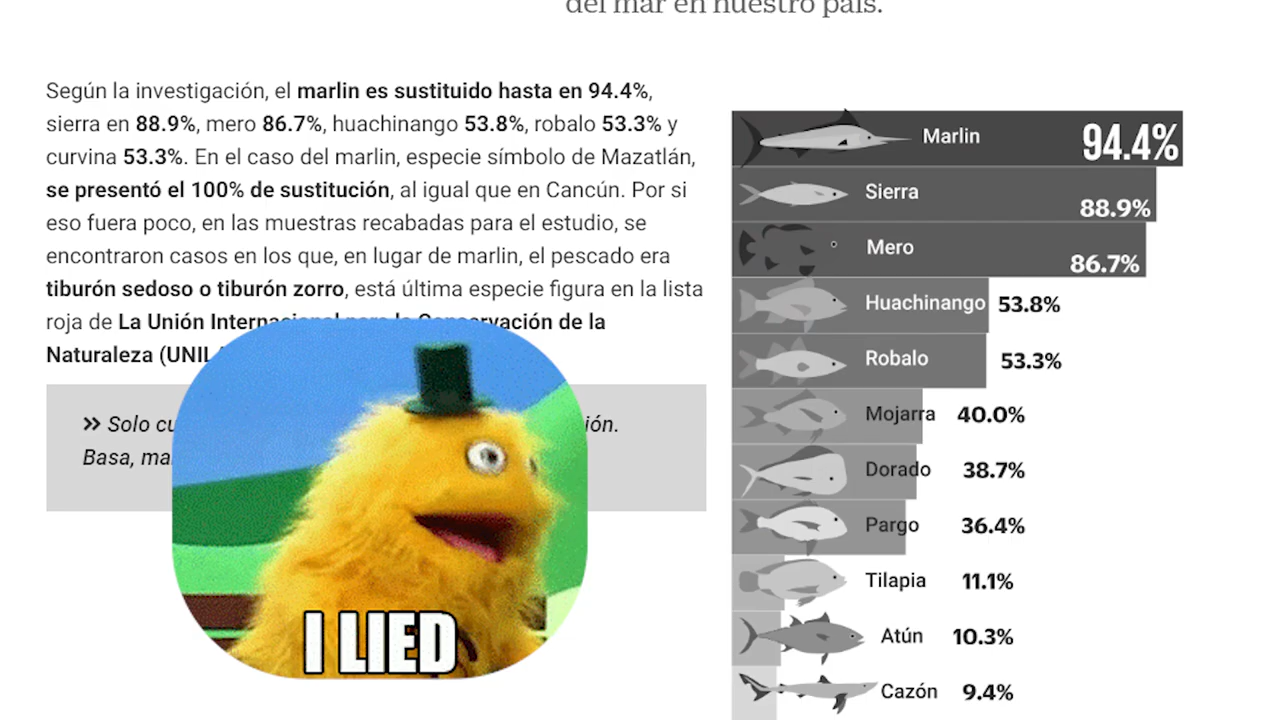 del mar en nuestro país.
Según la investigación, el marlin es sustituido hasta en 94.4%,
sierra en 88.9%, mero 86.7%, huachinango 53.8%, robalo 53.3% y
curvina 53.3%. En el caso del marlin, especie símbolo de Mazatlán,
se presentó el 100% de sustitución, al igual que en Cancún. Por si
eso fuera poco, en las muestras recabadas para el estudio, se
encontraron casos en los que, en lugar de marlin, el pescado era
tiburón sedoso o tiburón zorro, está última especie figura en la lista
roja de La Unión Internacional para la Conservación de la
Naturaleza (UNI
» Solo
Basa,
I LIED
Marlin 94.4%
Sierra 88.9%
Mero 86.7%
Huachinango 53.8%
Robalo 53.3%
Mojarra 40.0%
Dorado 38.7%
Pargo 36.4%
Tilapia 11.1%
Atún 10.3%
Cazón 9.4%